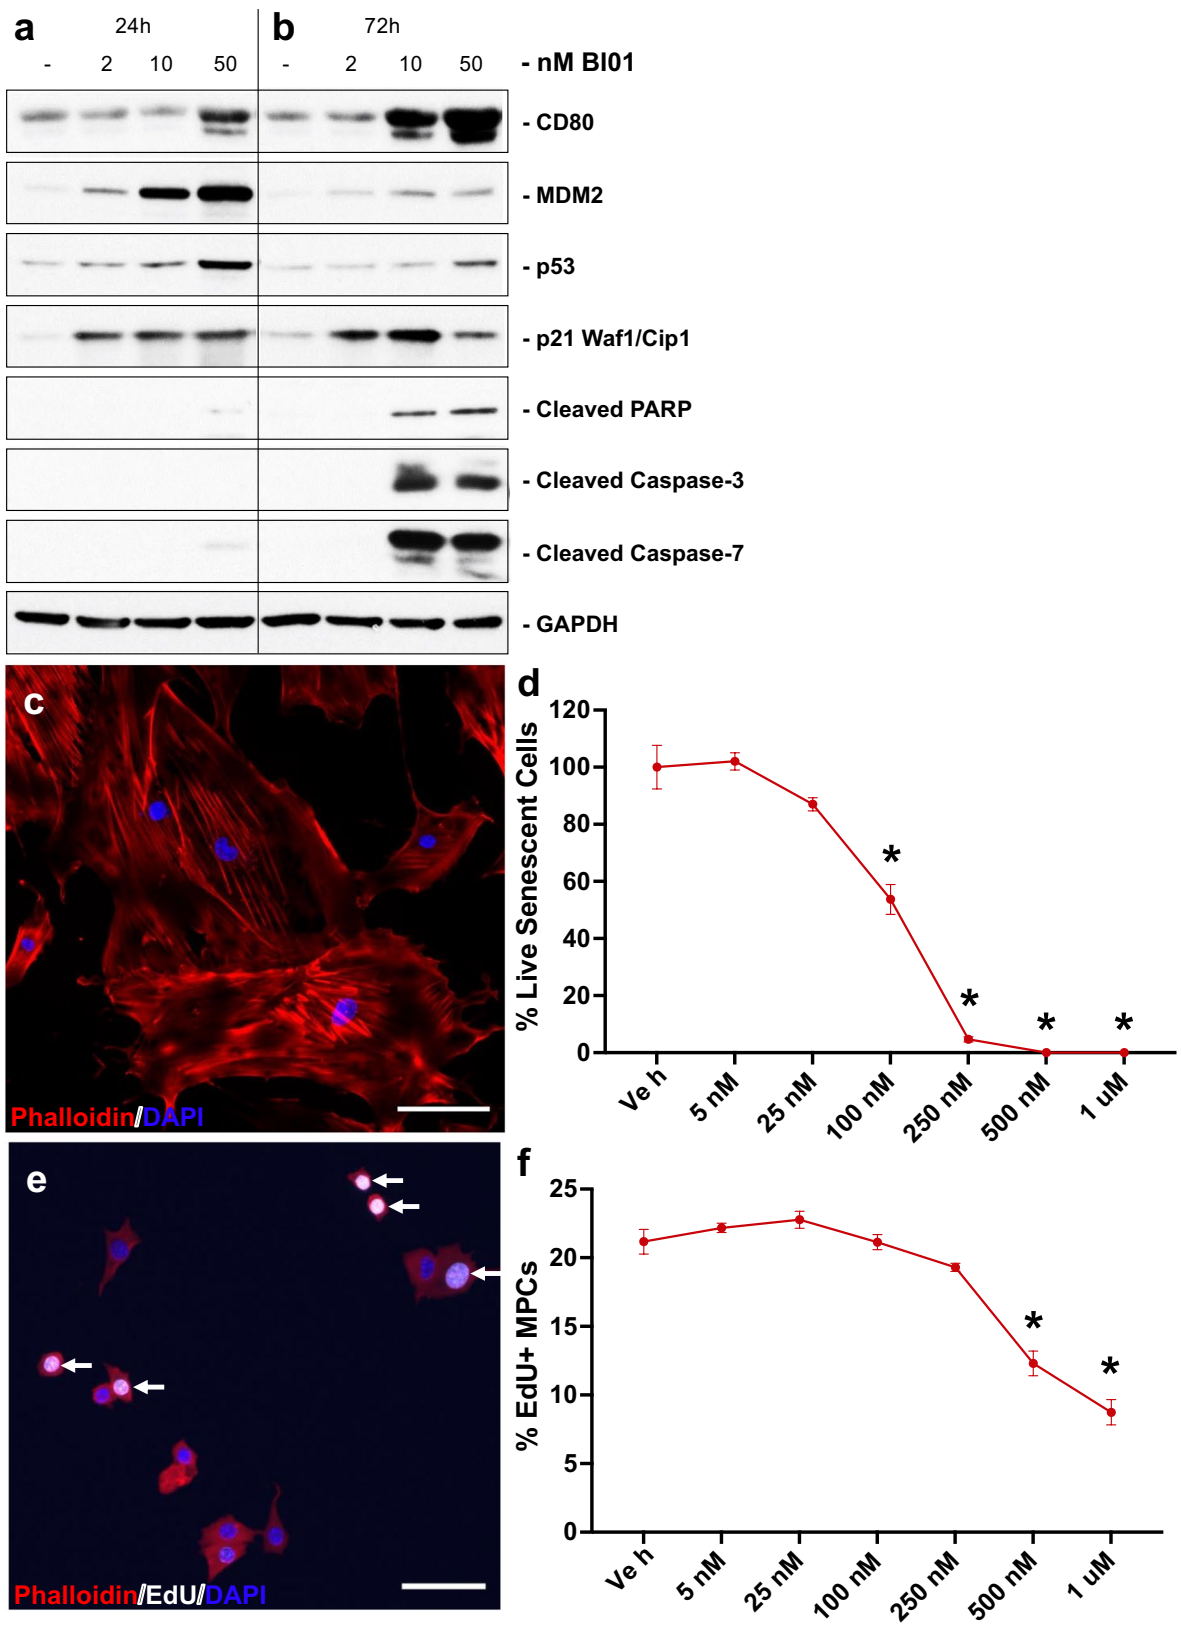 a 24h b 72h
- 2 10 50 - 2 10 50 - nM BI01
- CD80
- MDM2
- p53
- p21 Waf1/Cip1
- Cleaved PARP
- Cleaved Caspase-3
- Cleaved Caspase-7
- GAPDH
c
Phalloidin/DAPI
d
% Live Senescent Cells
120
100
80
60
40
20
0
* * * *
Ve h 5 nM 25 nM 100 nM 250 nM 500 nM 1 uM
e
Phalloidin/EdU/DAPI
f
% EdU+ MPCs
25
20
15
10
5
0
* *
Ve h 5 nM 25 nM 100 nM 250 nM 500 nM 1 uM